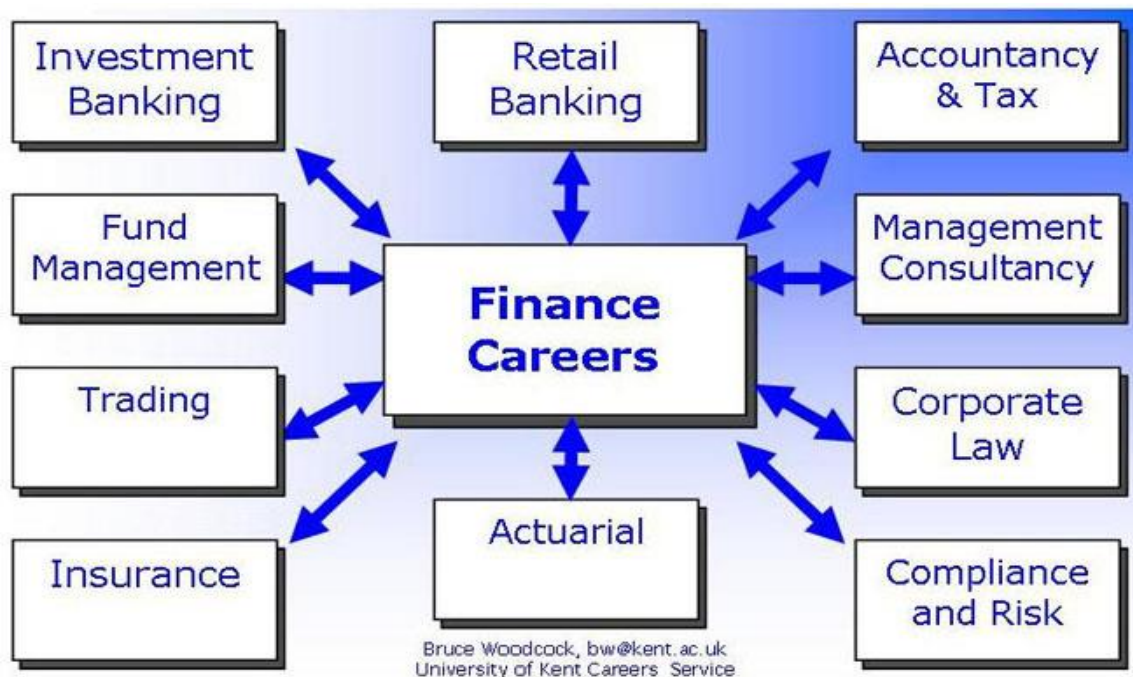 Investment
Banking
Retail
Banking
Accountancy
& Tax
Fund
Management
Finance
Careers
Management
Consultancy
Trading
Corporate
Law
Insurance
Actuarial
Compliance
and Risk
Bruce Woodcock, bw@kent.ac.uk
University of Kent Careers Service